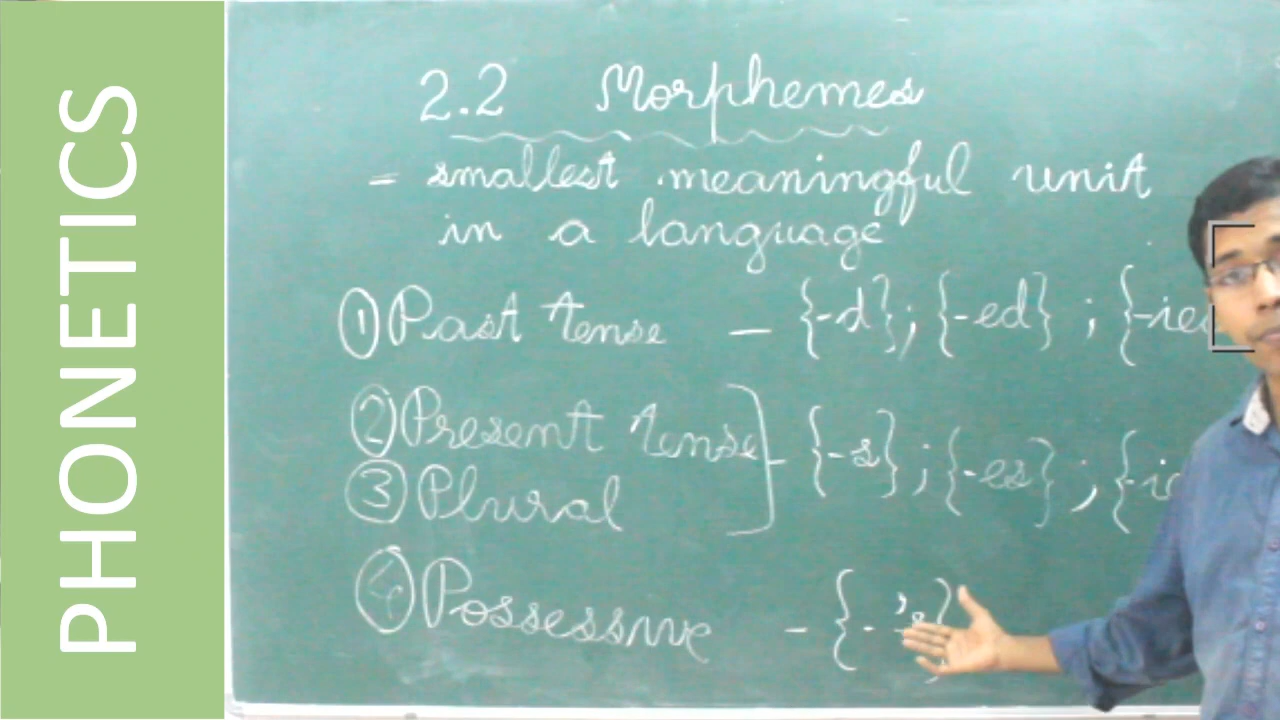 PHONETICS
2.2 Morphemes
= smallest meaningful unit
in a language
① Past tense — {-d}; {-ed} ;
② Present tense - {-s} ; {-es} ;
③ Plural
④ Possessive - {-'s}